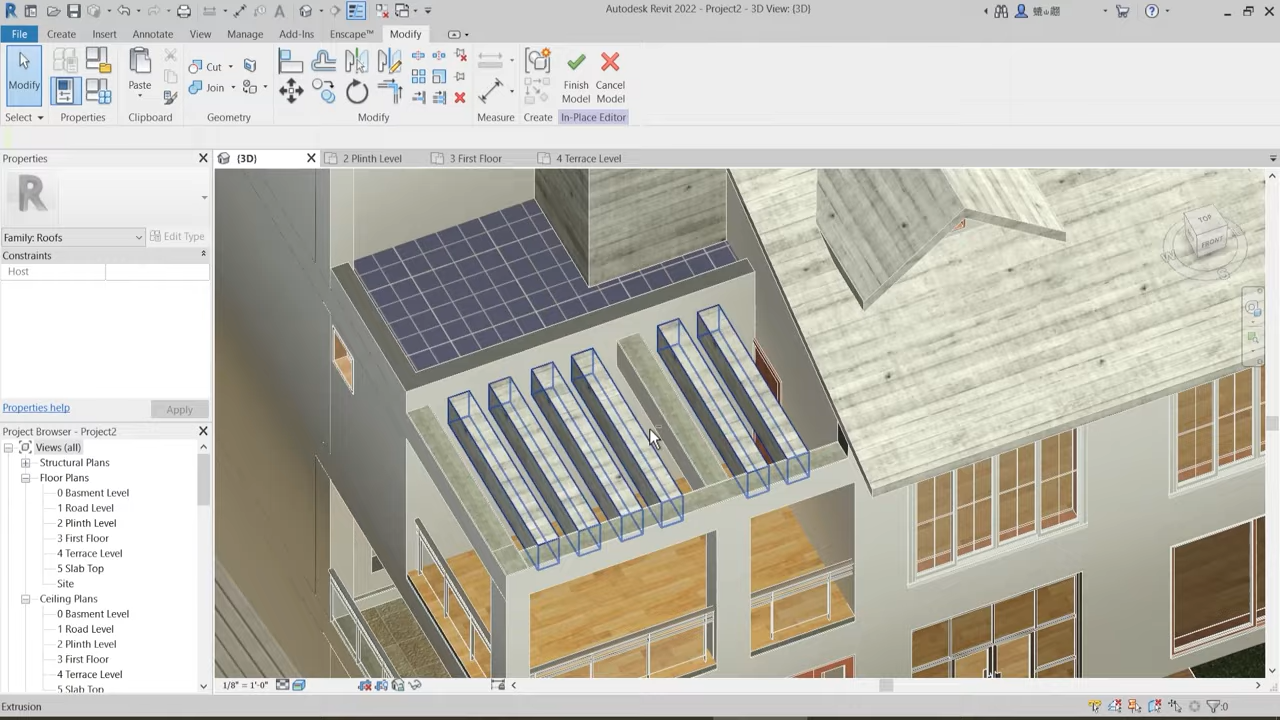 Autodesk Revit 2022 - Project2 - 3D View: {3D}
File Create Insert Annotate View Manage Add-Ins Enscape™ Modify
Modify
Paste
Cut
Join
Finish Model
Cancel Model
Select Properties Clipboard Geometry Modify Measure Create In-Place Editor
Properties
{3D} 2 Plinth Level 3 First Floor 4 Terrace Level
R
Family: Roofs Edit Type
Constraints
Host
Properties help Apply
Project Browser - Project2
Views (all)
Structural Plans
Floor Plans
0 Basment Level
1 Road Level
2 Plinth Level
3 First Floor
4 Terrace Level
5 Slab Top
Site
Ceiling Plans
0 Basment Level
1 Road Level
2 Plinth Level
3 First Floor
4 Terrace Level
5 Slab Top
TOP
FRONT
W
S
1/8" = 1'-0"
Extrusion
:0